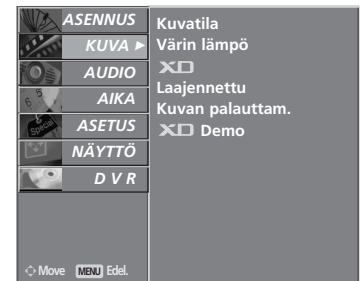 ASENNUS
KUVA
AUDIO
AIKA
ASETUS
NÄYTTÖ
D V R
Move MENU Edel.
Kuvatila
Värin lämpö
XD
Laajennettu
Kuvan palauttam.
XD Demo